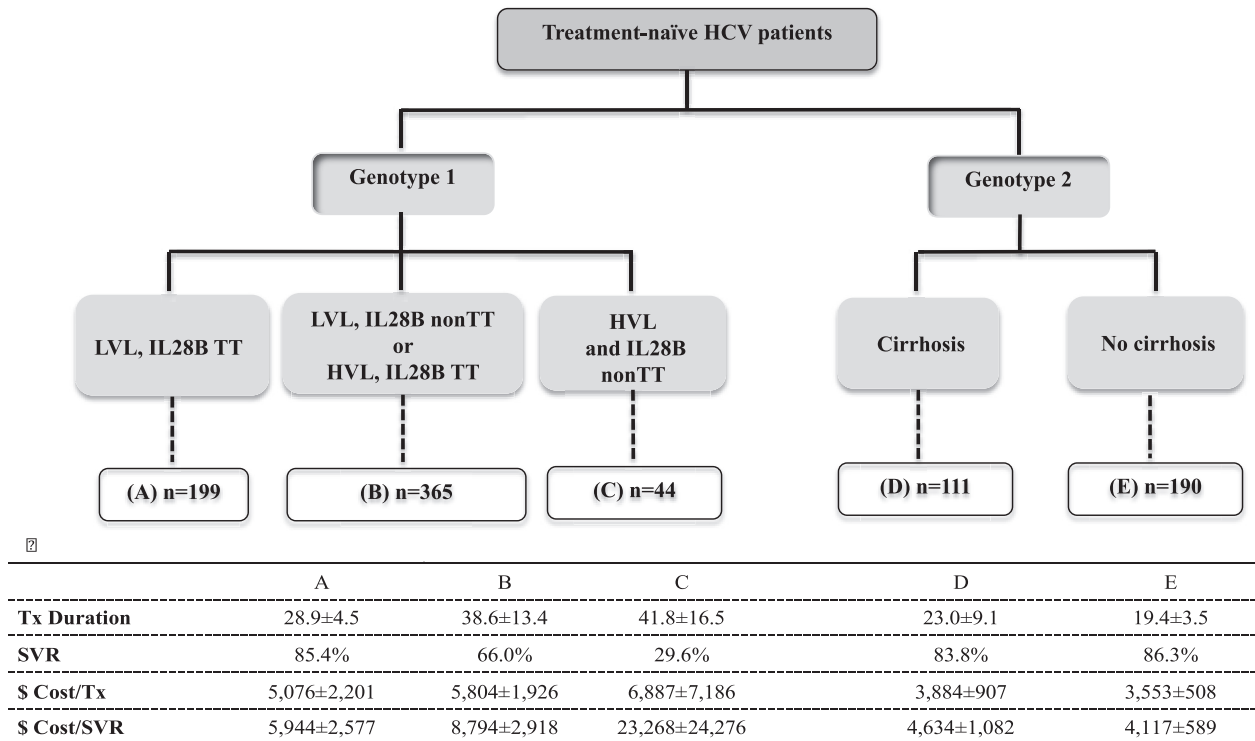 Treatment-naïve HCV patients
Genotype 1
Genotype 2
LVL, IL28B TT
LVL, IL28B nonTT
or
HVL, IL28B TT
HVL
and IL28B
nonTT
Cirrhosis
No cirrhosis
(A) n=199
(B) n=365
(C) n=44
(D) n=111
(E) n=190
A B C D E
Tx Duration 28.9±4.5 38.6±13.4 41.8±16.5 23.0±9.1 19.4±3.5
SVR 85.4% 66.0% 29.6% 83.8% 86.3%
$ Cost/Tx 5,076±2,201 5,804±1,926 6,887±7,186 3,884±907 3,553±508
$ Cost/SVR 5,944±2,577 8,794±2,918 23,268±24,276 4,634±1,082 4,117±589